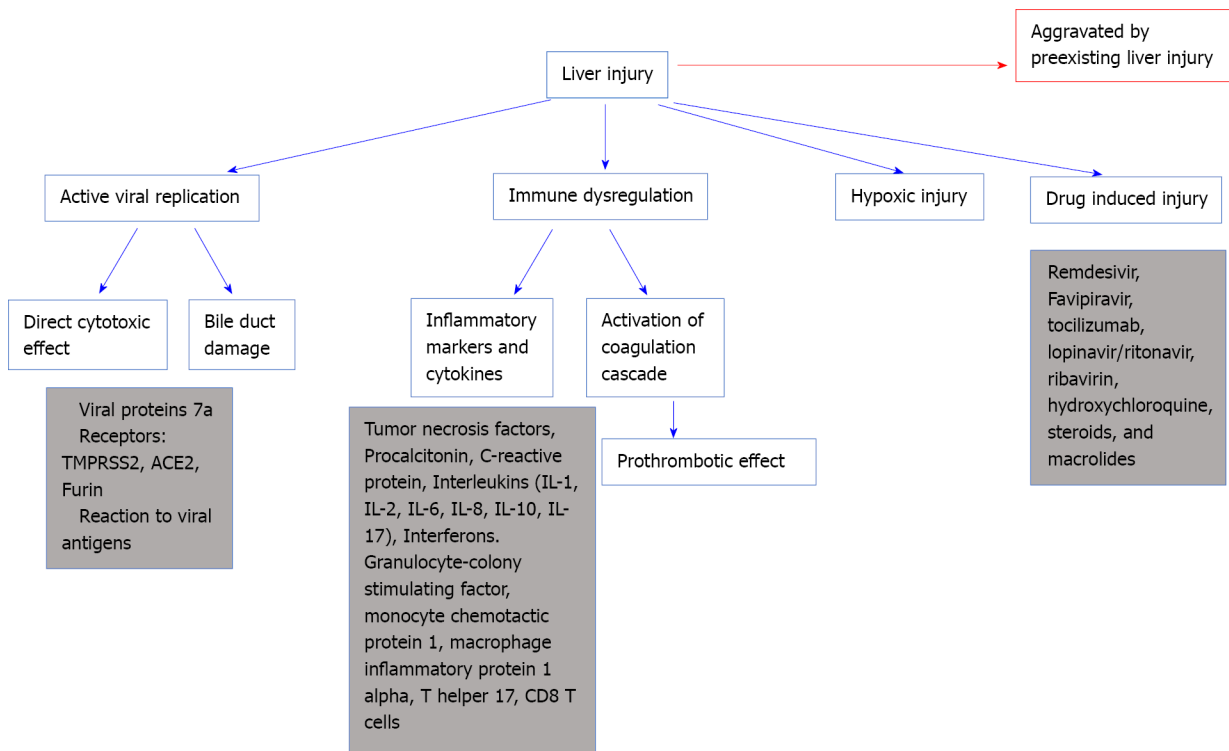 Aggravated by
preexisting liver injury
Liver injury
Active viral replication
Immune dysregulation
Hypoxic injury
Drug induced injury
Direct cytotoxic
effect
Bile duct
damage
Inflammatory
markers and
cytokines
Activation of
coagulation
cascade
Remdesivir,
Favipiravir,
tocilizumab,
lopinavir/ritonavir,
ribavirin,
hydroxychloroquine,
steroids, and
macrolides
Viral proteins 7a
Receptors:
TMPRSS2, ACE2,
Furin
Reaction to viral
antigens
Tumor necrosis factors,
Procalcitonin, C-reactive
protein, Interleukins (IL-1,
IL-2, IL-6, IL-8, IL-10, IL-
17), Interferons.
Granulocyte-colony
stimulating factor,
monocyte chemotactic
protein 1, macrophage
inflammatory protein 1
alpha, T helper 17, CD8 T
cells
Prothrombotic effect